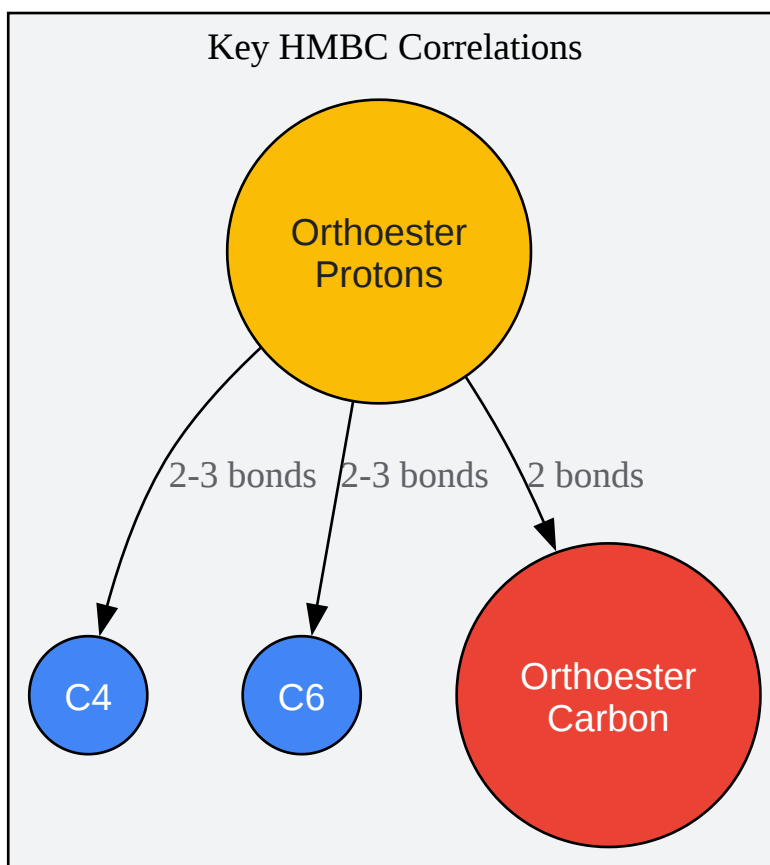 Key HMBC Correlations
Orthoester
Protons
2-3 bonds
2-3 bonds
2 bonds
C4
C6
Orthoester
Carbon